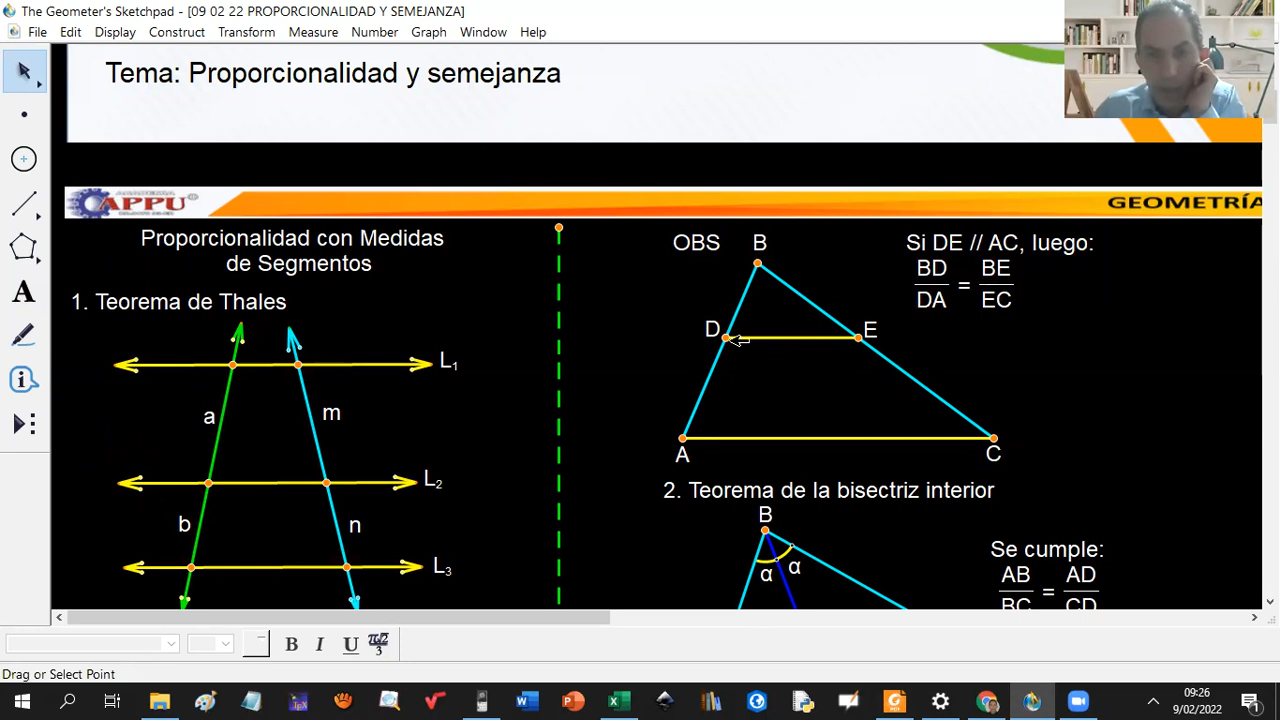 The Geometer's Sketchpad - [09 02 22 PROPORCIONALIDAD Y SEMEJANZA]
File Edit Display Construct Transform Measure Number Graph Window Help
Tema: Proporcionalidad y semejanza
ACADEMIA
APPU
GEOMETRÍA
Proporcionalidad con Medidas
de Segmentos
1. Teorema de Thales
L1
a m
L2
b n
L3
OBS B
D E
A C
Si DE // AC, luego:
BD BE
= 
DA EC
2. Teorema de la bisectriz interior
B
α α
Se cumple:
AB AD
=
BC CD
B I U
Drag or Select Point
09:26
9/02/2022